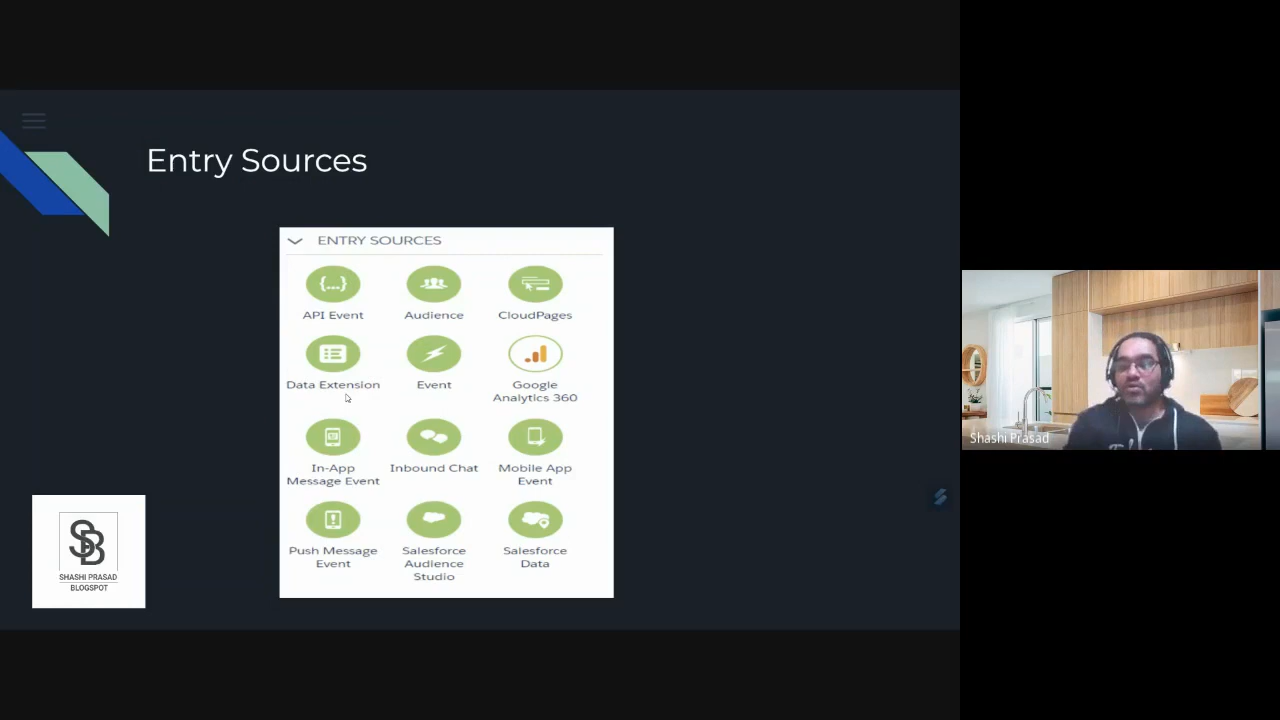 Entry Sources
ENTRY SOURCES
{...}
API Event
Audience
CloudPages
Data Extension
Event
Google
Analytics 360
In-App
Message Event
Inbound Chat
Mobile App
Event
Push Message
Event
Salesforce
Audience
Studio
Salesforce
Data
SB
SHASHI PRASAD
BLOGSPOT
Shashi Prasad